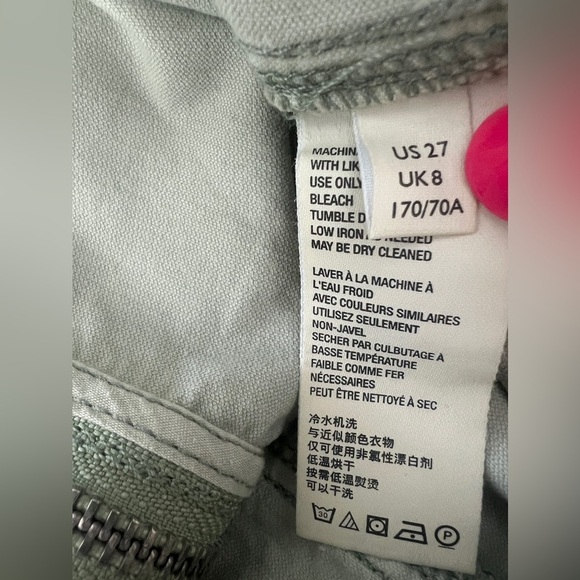 US 27
UK 8
170/70A
MACHIN
WITH LIK
USE ONLY
BLEACH
TUMBLE D
LOW IRON AS NEEDED
MAY BE DRY CLEANED
LAVER À LA MACHINE À
L'EAU FROID
AVEC COULEURS SIMILAIRES
UTILISEZ SEULEMENT
NON-JAVEL
SECHER PAR CULBUTAGE À
BASSE TEMPÉRATURE
FAIBLE COMME FER
NÉCESSAIRES
PEUT ÊTRE NETTOYÉ À SEC
冷水机洗
与近似颜色衣物
仅可使用非氯性漂白剂
低温烘干
按需低温熨烫
可以干洗
30 P